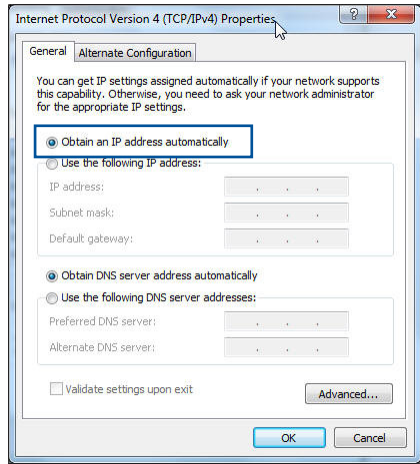 Internet Protocol Version 4 (TCP/IPv4) Properties
?
General
Alternate Configuration
You can get IP settings assigned automatically if your network supports
this capability. Otherwise, you need to ask your network administrator
for the appropriate IP settings.
Obtain an IP address automatically
Use the following IP address:
IP address:
Subnet mask:
Default gateway:
Obtain DNS server address automatically
Use the following DNS server addresses:
Preferred DNS server:
Alternate DNS server:
Validate settings upon exit
Advanced...
OK
Cancel